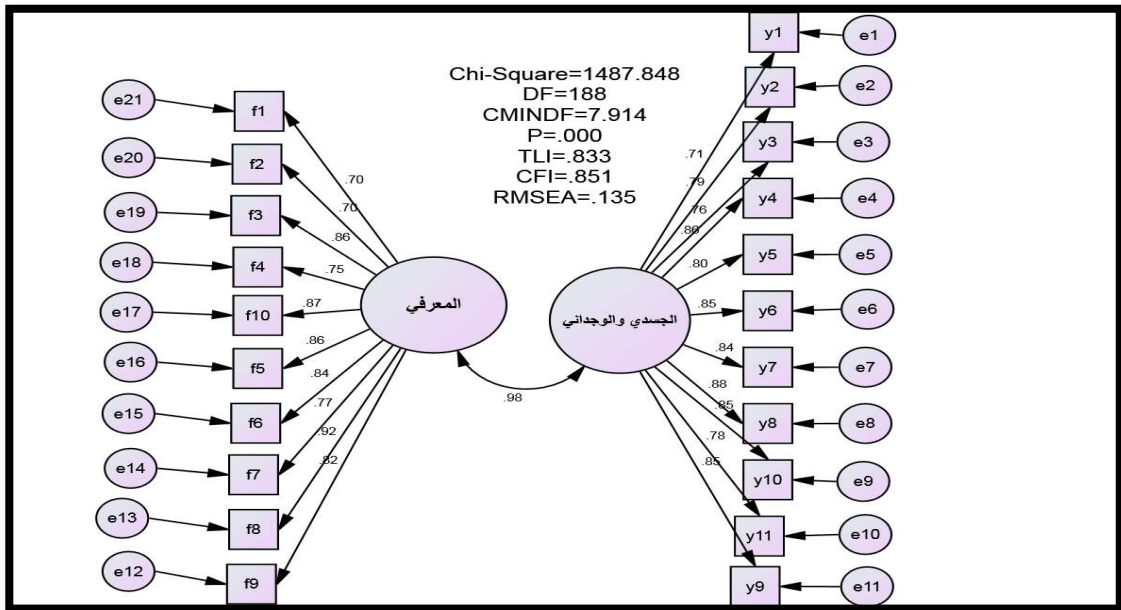 Chi-Square=1487.848
DF=188
CMINDF=7.914
P=.000
TLI=.833
CFI=.851
RMSEA=.135
e21
f1
e20
f2
e19
f3
e18
f4
e17
f10
e16
f5
e15
f6
e14
f7
e13
f8
e12
f9
.70
.70
.86
.75
.87
.86
.84
.77
.92
.82
المعرفي
.98
الجسدي والوجداني
.71
.79
.76
.86
.80
.85
.84
.88
.85
.78
.85
y1
e1
y2
e2
y3
e3
y4
e4
y5
e5
y6
e6
y7
e7
y8
e8
y10
e9
y11
e10
y9
e11